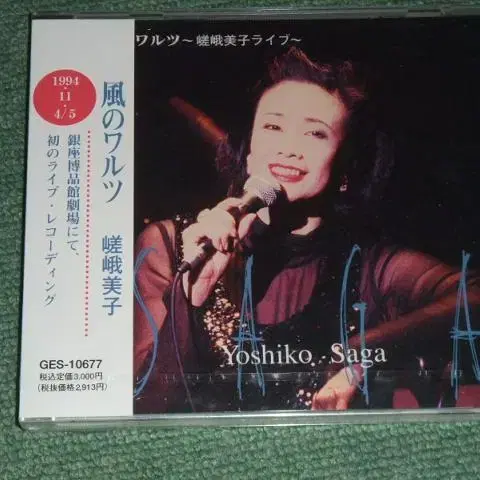 1994
・11・
4/5
風のワルツ 嵯峨美子
銀座博品館劇場にて、
初のライブ・レコーディング
GES-10677
税込定価3,000円
(税抜価格2,913円)
ワルツ～嵯峨美子ライブ～
SAGA
Yoshiko Saga